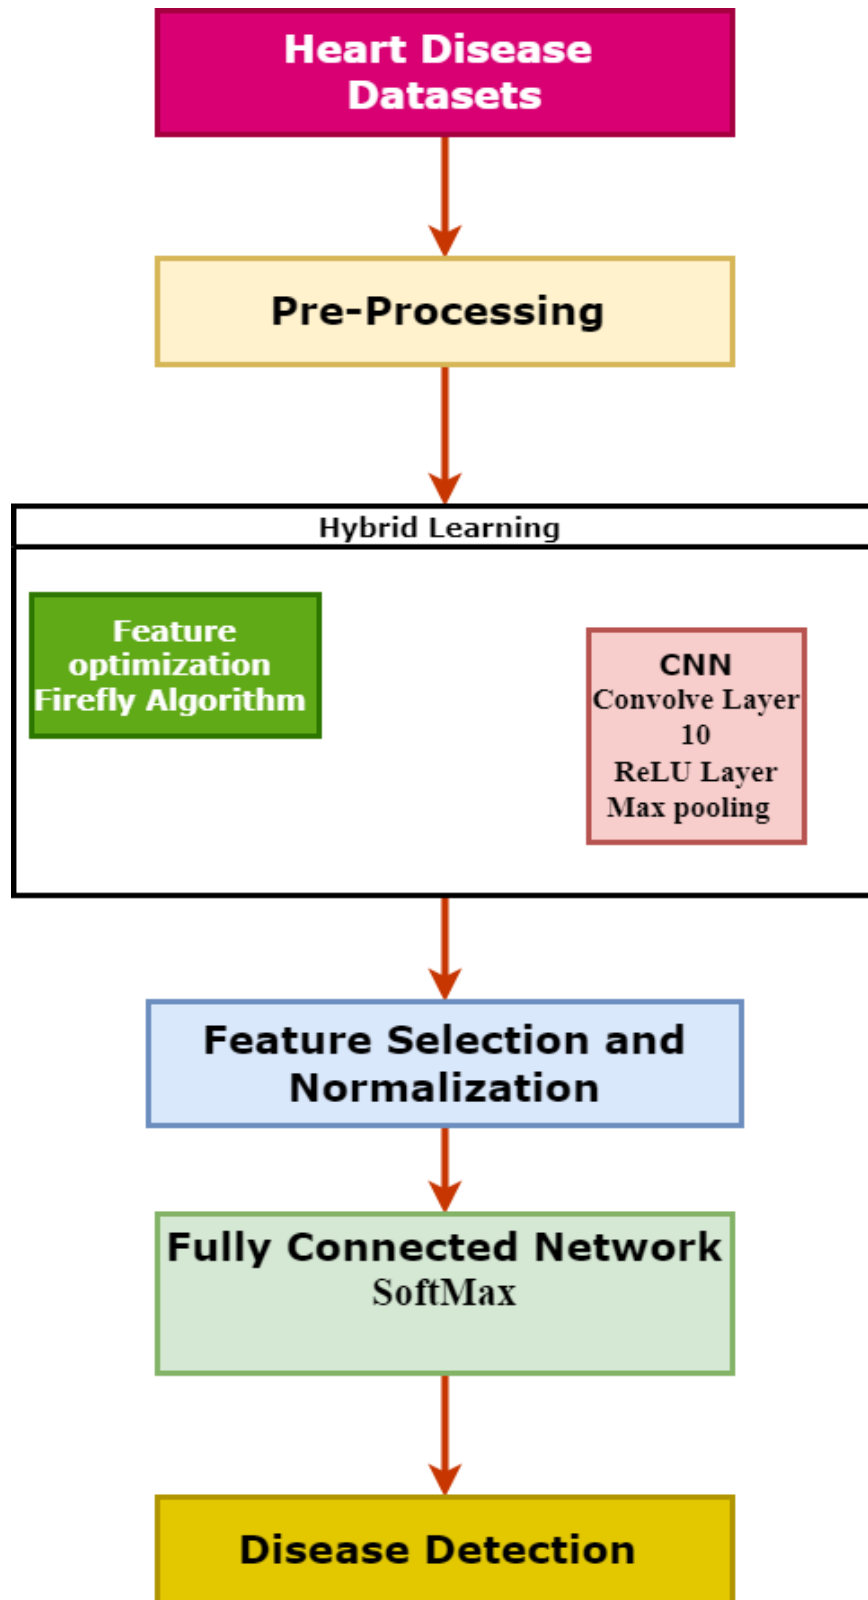 Heart Disease
Datasets
Pre-Processing
Hybrid Learning
Feature
optimization
Firefly Algorithm
CNN
Convolve Layer
10
ReLU Layer
Max pooling
Feature Selection and
Normalization
Fully Connected Network
SoftMax
Disease Detection